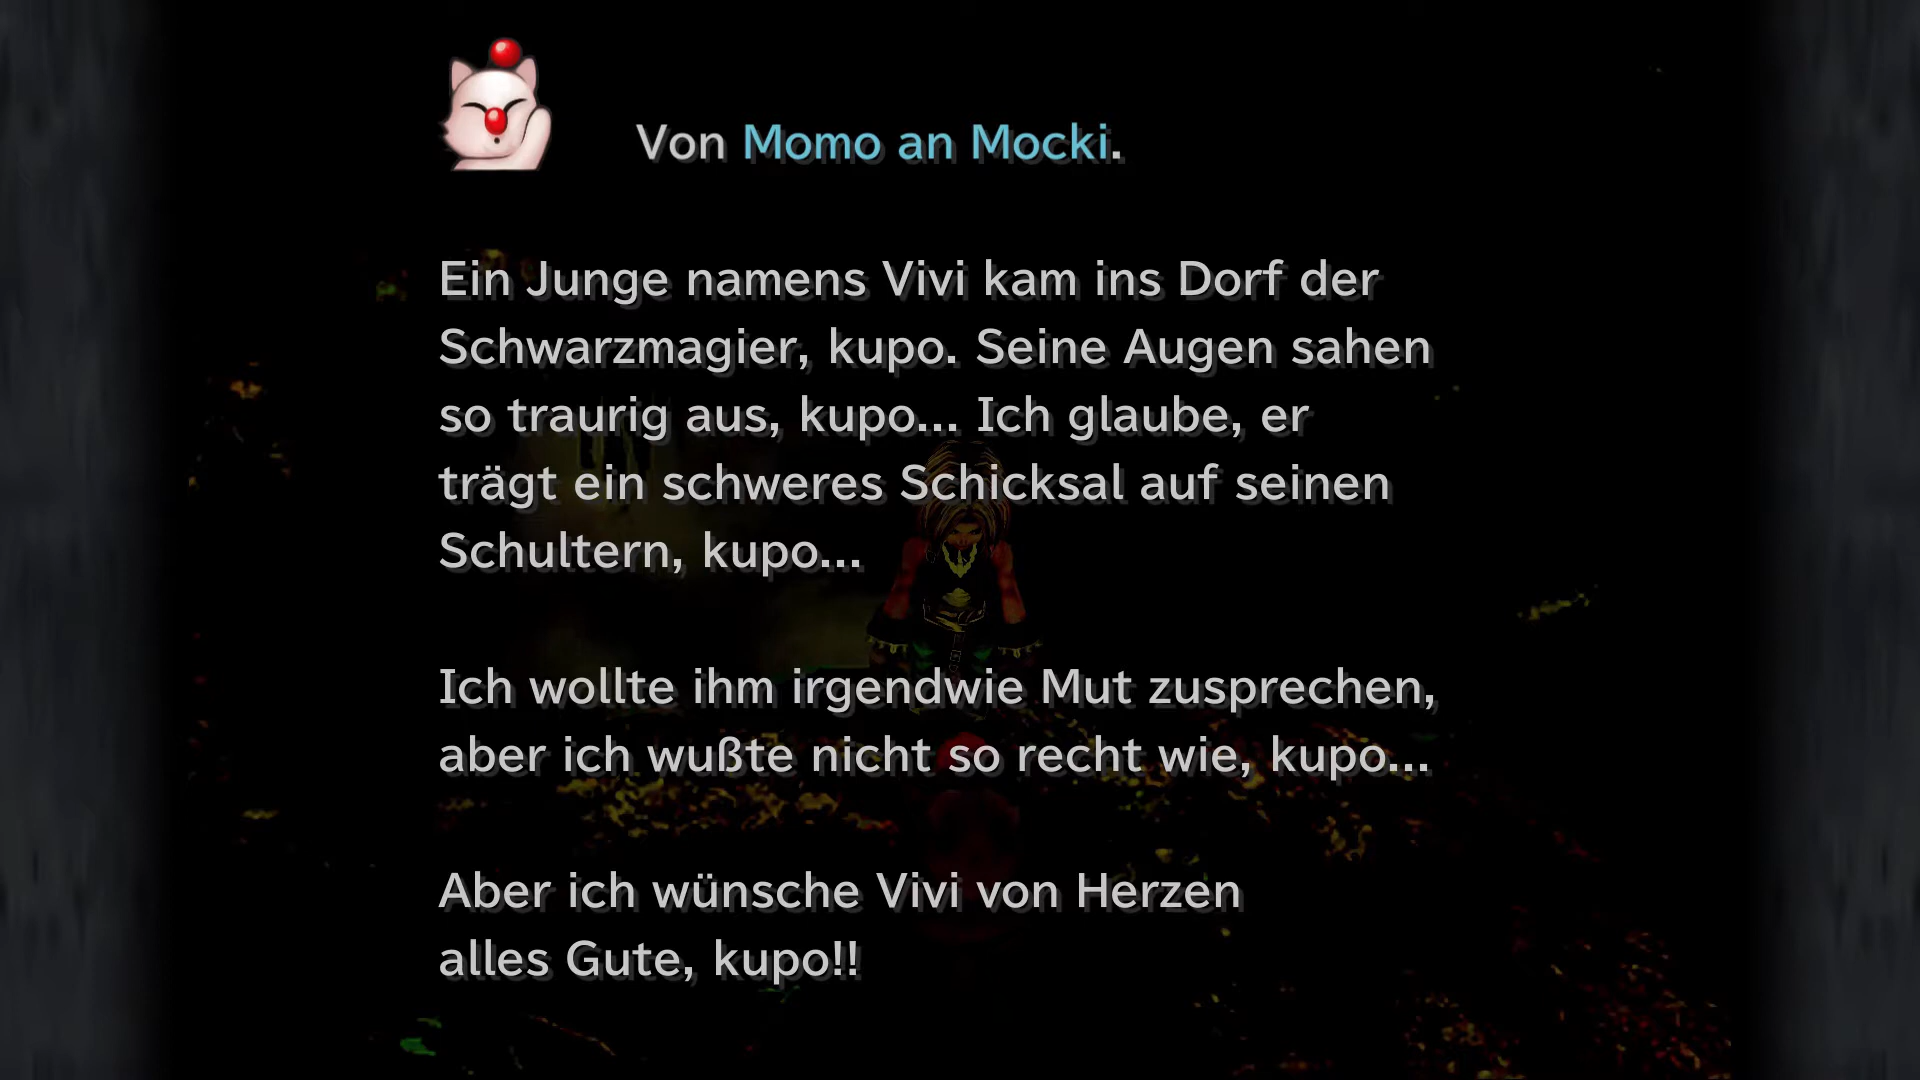 Von Momo an Mocki.
Ein Junge namens Vivi kam ins Dorf der
Schwarzmagier, kupo. Seine Augen sahen
so traurig aus, kupo... Ich glaube, er
trägt ein schweres Schicksal auf seinen
Schultern, kupo...
Ich wollte ihm irgendwie Mut zusprechen,
aber ich wußte nicht so recht wie, kupo...
Aber ich wünsche Vivi von Herzen
alles Gute, kupo!!